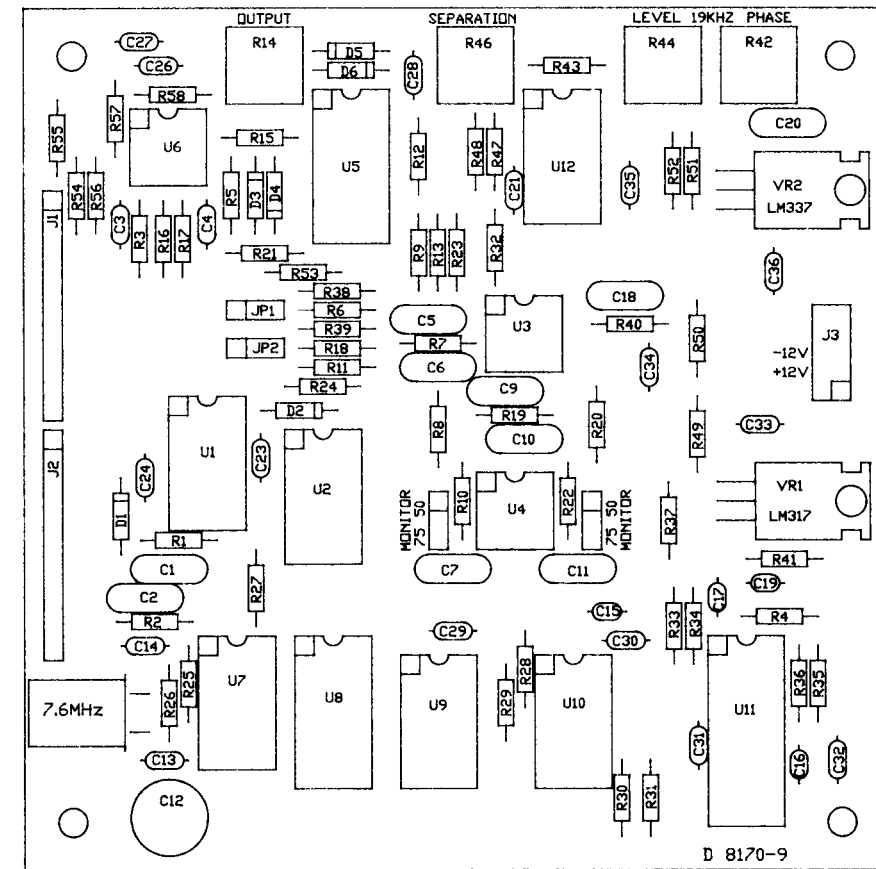 OUTPUT SEPARATION LEVEL 19KHZ PHASE
C27 R14 D5 R46 R44 R42
C26 D6 C28 R43
R58
R57 C20
R55 U6 R15 U5 R12 R48 R47 U12 R52 R51
R54 R56 R5 D3 D4 C21 C35 VR2
LM337
J1 C3 R3 R16 R17 C4
R21 R9 R13 R23 R32 C36
R53
R38 C18
JP1 R6 C5 U3 R40 J3
R39 R50
JP2 R18 R7 -12V
R11 C6 C34 +12V
R24 C9
D2 R8 R19 R20 R49 C33
U1 C10
J2 C24 C23 U2
R10 R22 VR1
D1 MONITOR 75 50 U4 75 50 MONITOR R37 LM317
R1
C1 C7 C11 R41
C2 R27 C17 C19
R2 C15 R33 R34 R4
C14 C29 C30
R25 U7 U8 U9 R28 U10 R36 R35
7.6MHz R26 R29 U11
C31
C13 C16 C32
C12 R30 R31
D 8170-9